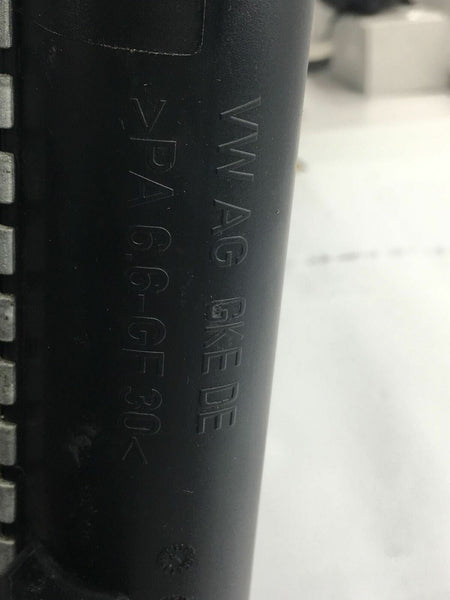 VW AG GKE DE
>PA 6.6-GF 30<